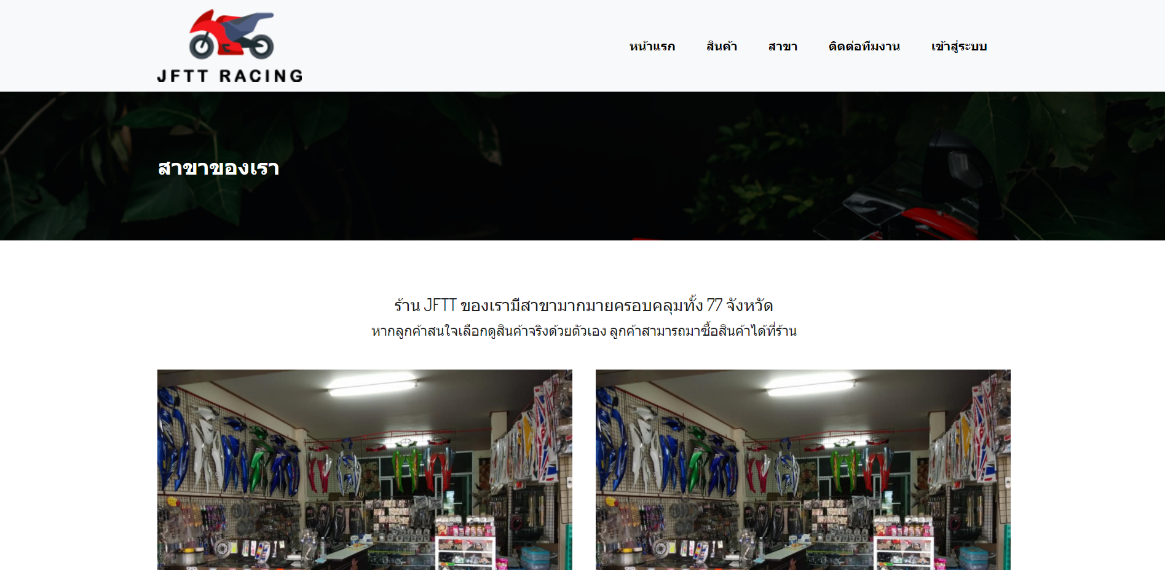 JFTT RACING
หน้าแรก สินค้า สาขา ติดต่อทีมงาน เข้าสู่ระบบ
สาขาของเรา
ร้าน JFTT ของเรามีสาขามากมายครอบคลุมทั้ง 77 จังหวัด
หากลูกค้าสนใจเลือกดูสินค้าจริงด้วยตัวเอง ลูกค้าสามารถมาซื้อสินค้าได้ที่ร้าน